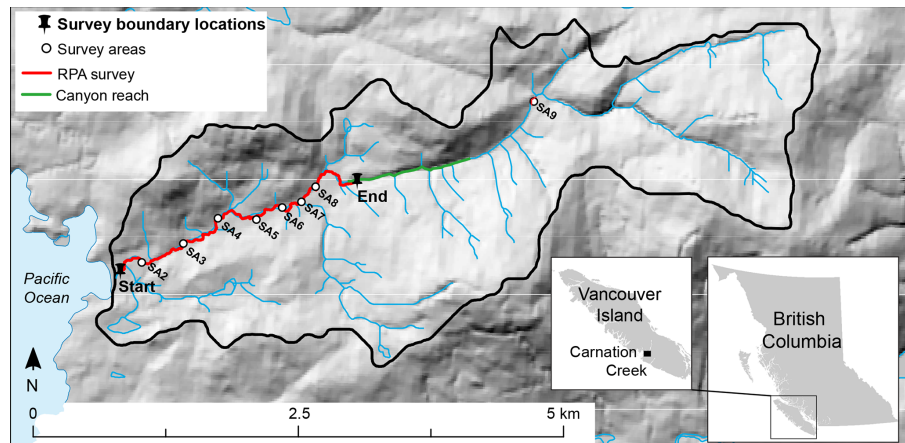 Survey boundary locations
Survey areas
RPA survey
Canyon reach
SA9
End
SA8
SA7
SA6
SA5
SA4
SA3
SA2
Start
Pacific
Ocean
Vancouver
Island
Carnation
Creek
British
Columbia
N
0
2.5
5 km